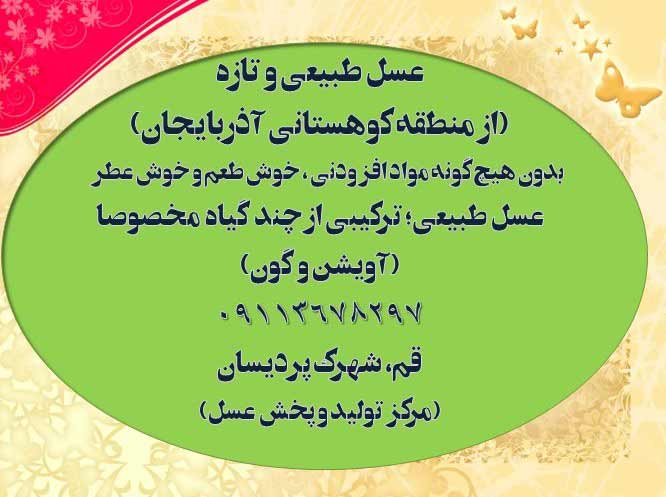 عسل طبیعی و تازه
(از منطقه کوهستانی آذربایجان)
بدون هیچ گونه مواد افزودنی، خوش طعم و خوش عطر
عسل طبیعی؛ ترکیبی از چند گیاه مخصوصا
(آویشن و گون)
۰۹۱۱۳۶۷۸۲۹۷
قم، شهرک پردیسان
(مرکز تولید و پخش عسل)